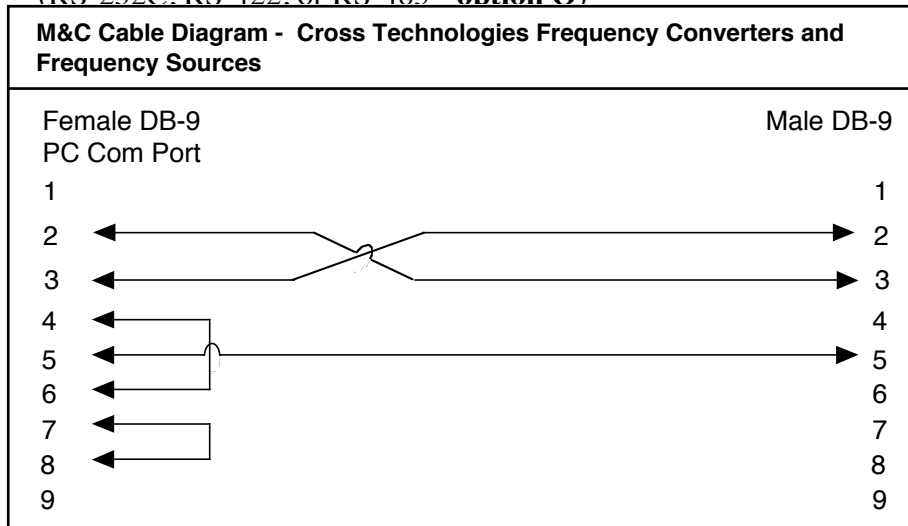 option Q)
M&C Cable Diagram - Cross Technologies Frequency Converters and
Frequency Sources
Female DB-9 Male DB-9
PC Com Port
1 1
2 2
3 3
4 4
5 5
6 6
7 7
8 8
9 9